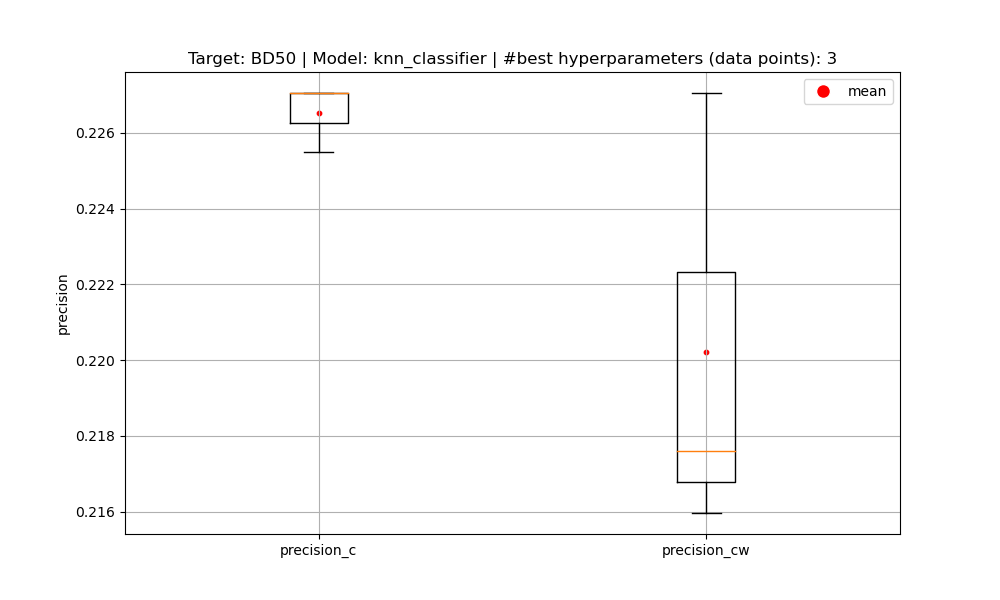 Target: BD50 | Model: knn_classifier | #best hyperparameters (data points): 3
mean
0.226
0.224
0.222
0.220
0.218
0.216
precision
precision_c
precision_cw